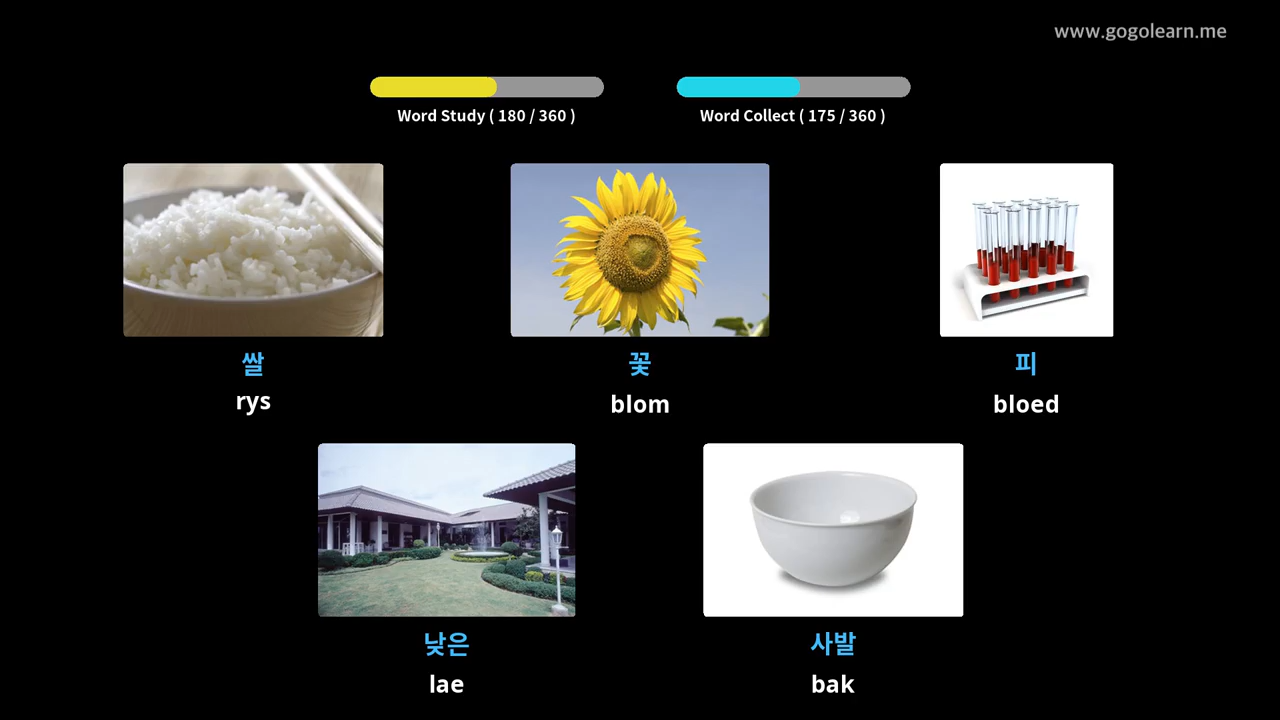 www.gogolearn.me
Word Study ( 180 / 360 )
Word Collect ( 175 / 360 )
쌀
rys
꽃
blom
피
bloed
낮은
lae
사발
bak